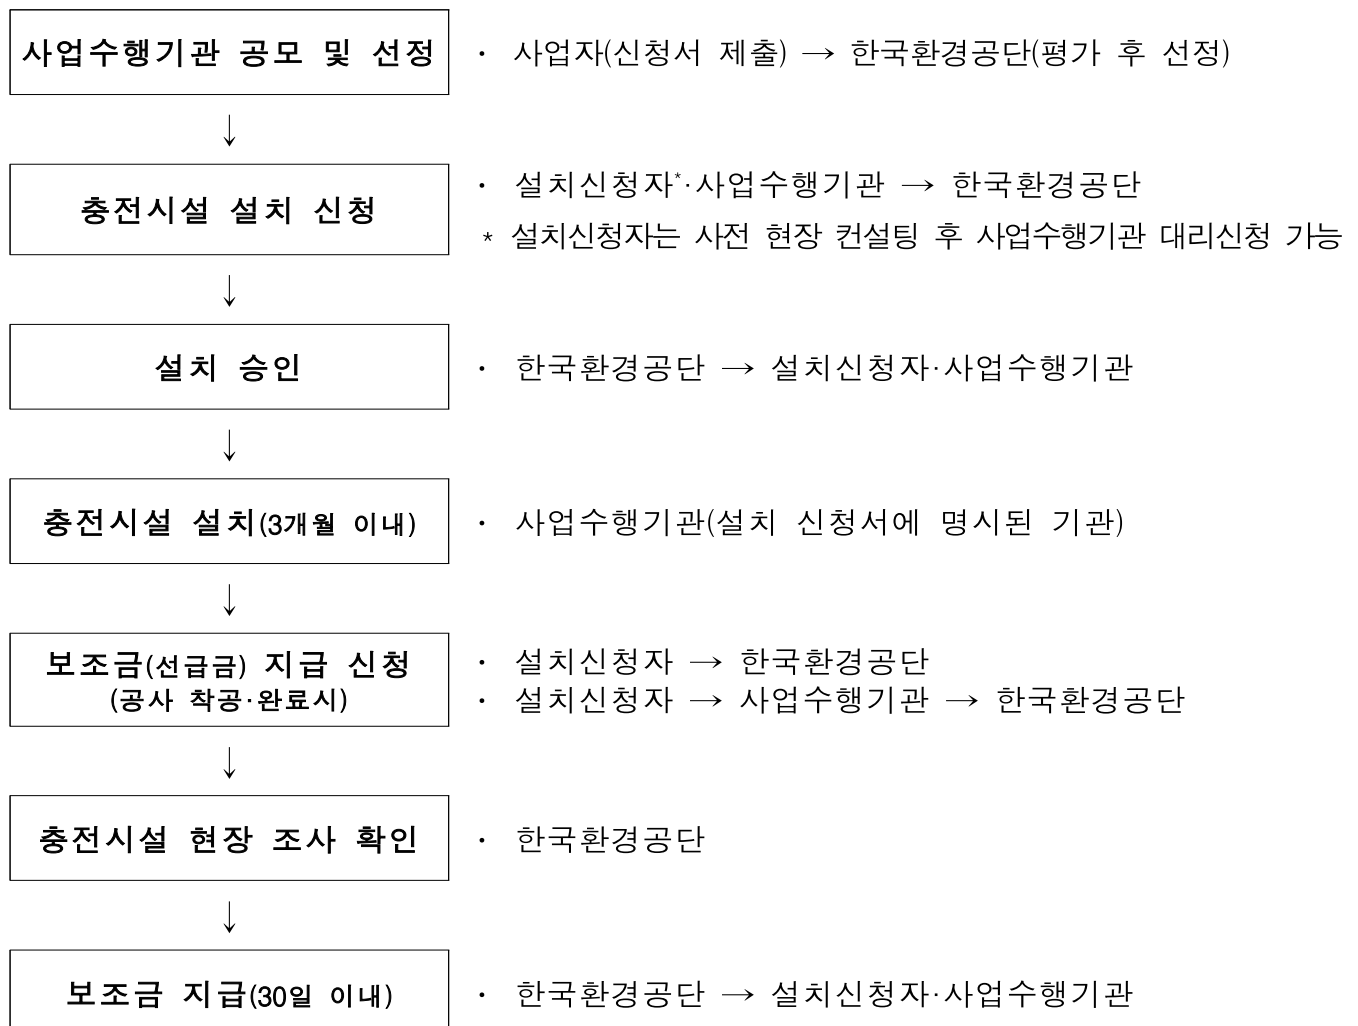 사업수행기관 공모 및 선정
· 사업자(신청서 제출) → 한국환경공단(평가 후 선정)
↓
충전시설 설치 신청
· 설치신청자*·사업수행기관 → 한국환경공단
* 설치신청자는 사전 현장 컨설팅 후 사업수행기관 대리신청 가능
↓
설치 승인
· 한국환경공단 → 설치신청자·사업수행기관
↓
충전시설 설치(3개월 이내)
· 사업수행기관(설치 신청서에 명시된 기관)
↓
보조금(선급금) 지급 신청
(공사 착공·완료시)
· 설치신청자 → 한국환경공단
· 설치신청자 → 사업수행기관 → 한국환경공단
↓
충전시설 현장 조사 확인
· 한국환경공단
↓
보조금 지급(30일 이내)
· 한국환경공단 → 설치신청자·사업수행기관